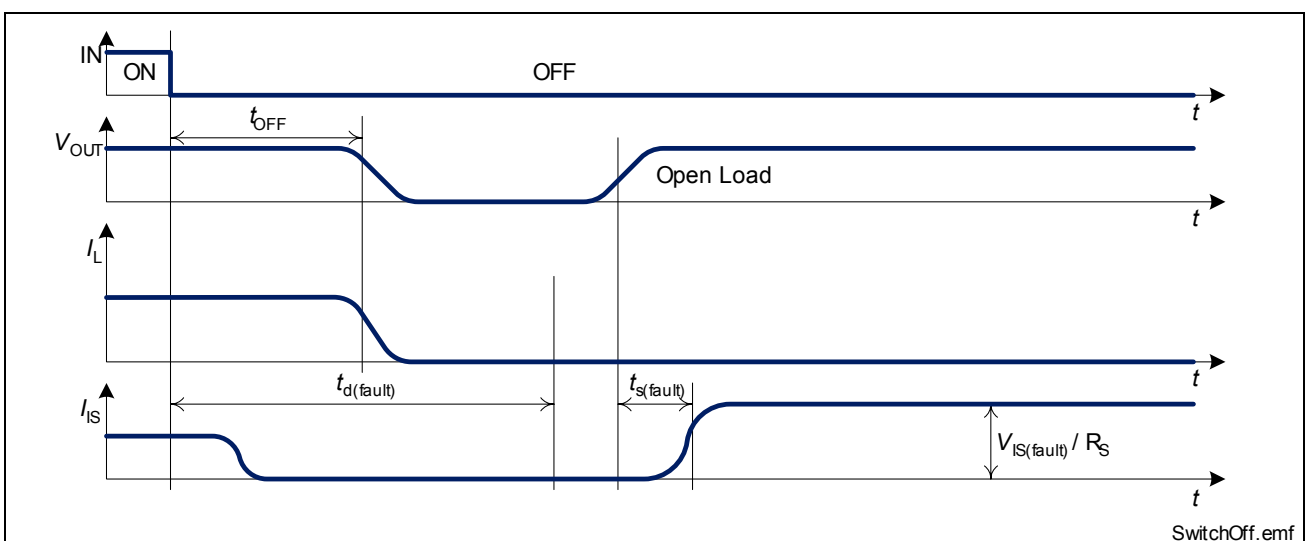 IN
ON
OFF
t
tOFF
VOUT
Open Load
t
IL
t
td(fault)
ts(fault)
IIS
VIS(fault) / RS
t
SwitchOff.emf